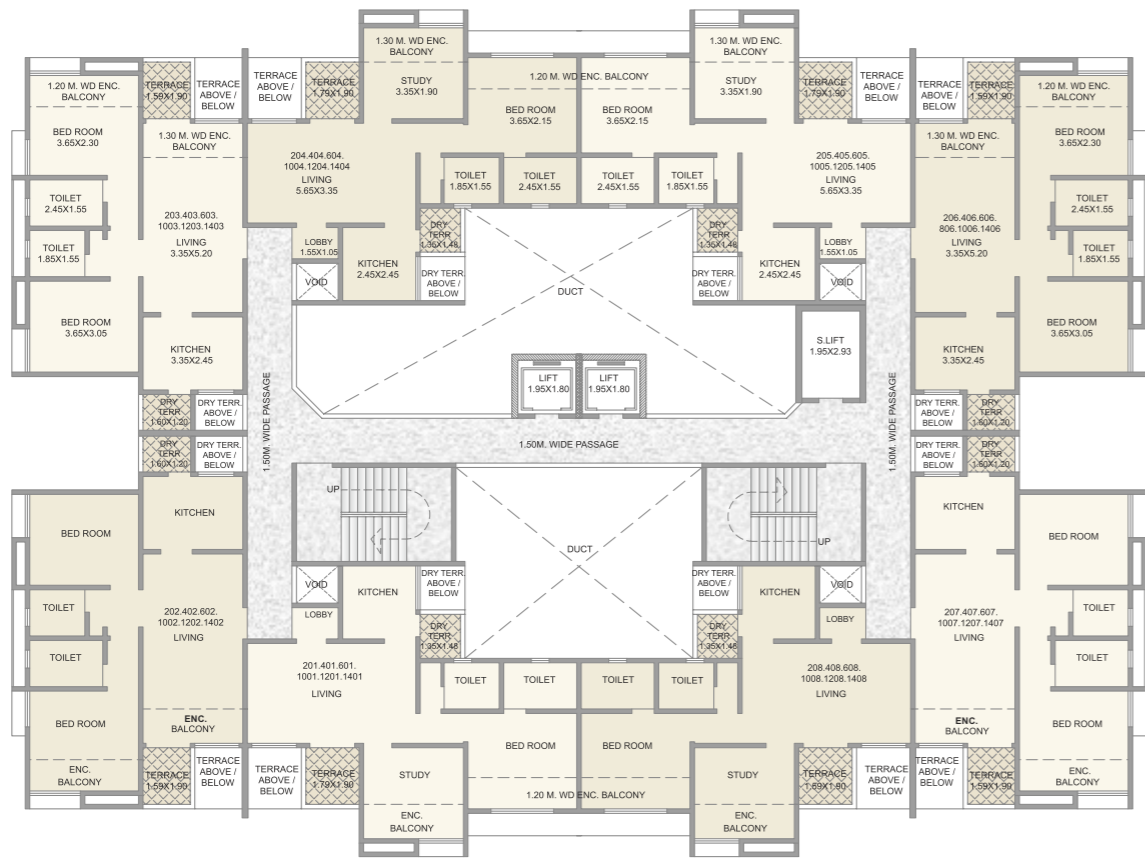 1.20 M. WD ENC.
BALCONY
BED ROOM
3.65X2.30
TOILET
2.45X1.55
TOILET
1.85X1.55
BED ROOM
3.65X3.05
TERRACE
1.59X1.90
TERRACE
ABOVE /
BELOW
1.30 M. WD ENC.
BALCONY
203.403.603.
1003.1203.1403
LIVING
3.35X5.20
KITCHEN
3.35X2.45
DRY
TERR
1.60X1.20
DRY TERR.
ABOVE /
BELOW
TERRACE
ABOVE /
BELOW
TERRACE
1.79X1.90
1.30 M. WD ENC.
BALCONY
STUDY
3.35X1.90
204.404.604.
1004.1204.1404
LIVING
5.65X3.35
LOBBY
1.55X1.05
VOID
KITCHEN
2.45X2.45
1.20 M. WD ENC. BALCONY
BED ROOM
3.65X2.15
TOILET
1.85X1.55
TOILET
2.45X1.55
DRY
TERR
1.35X1.48
DRY TERR.
ABOVE /
BELOW
BED ROOM
3.65X2.15
TOILET
2.45X1.55
TOILET
1.85X1.55
1.30 M. WD ENC.
BALCONY
STUDY
3.35X1.90
TERRACE
1.79X1.90
TERRACE
ABOVE /
BELOW
205.405.605.
1005.1205.1405
LIVING
5.65X3.35
DRY
TERR
1.35X1.48
DRY TERR.
ABOVE /
BELOW
KITCHEN
2.45X2.45
LOBBY
1.55X1.05
VOID
TERRACE
ABOVE /
BELOW
TERRACE
1.59X1.90
1.30 M. WD ENC.
BALCONY
206.406.606.
806.1006.1406
LIVING
3.35X5.20
KITCHEN
3.35X2.45
DRY TERR.
ABOVE /
BELOW
DRY
TERR
1.60X1.20
1.20 M. WD ENC.
BALCONY
BED ROOM
3.65X2.30
TOILET
2.45X1.55
TOILET
1.85X1.55
BED ROOM
3.65X3.05
DUCT
S.LIFT
1.95X2.93
LIFT
1.95X1.80
LIFT
1.95X1.80
1.50M. WIDE PASSAGE
1.50M. WIDE PASSAGE
1.50M. WIDE PASSAGE
UP
DUCT
UP
DRY
TERR
1.60X1.20
DRY TERR.
ABOVE /
BELOW
KITCHEN
BED ROOM
TOILET
TOILET
BED ROOM
ENC.
BALCONY
202.402.602.
1002.1202.1402
LIVING
ENC.
BALCONY
TERRACE
1.59X1.90
TERRACE
ABOVE /
BELOW
VOID
LOBBY
KITCHEN
DRY TERR.
ABOVE /
BELOW
DRY
TERR
1.35X1.48
201.401.601.
1001.1201.1401
LIVING
TOILET
TOILET
TERRACE
ABOVE /
BELOW
TERRACE
1.79X1.90
STUDY
ENC.
BALCONY
BED ROOM
BED ROOM
1.20 M. WD ENC. BALCONY
TOILET
TOILET
DRY TERR.
ABOVE /
BELOW
DRY
TERR
1.35X1.48
KITCHEN
VOID
LOBBY
208.408.608.
1008.1208.1408
LIVING
STUDY
ENC.
BALCONY
TERRACE
1.69X1.90
TERRACE
ABOVE /
BELOW
DRY TERR.
ABOVE /
BELOW
DRY
TERR
1.60X1.20
KITCHEN
207.407.607.
1007.1207.1407
LIVING
ENC.
BALCONY
TERRACE
ABOVE /
BELOW
TERRACE
1.59X1.90
BED ROOM
TOILET
TOILET
BED ROOM
ENC.
BALCONY